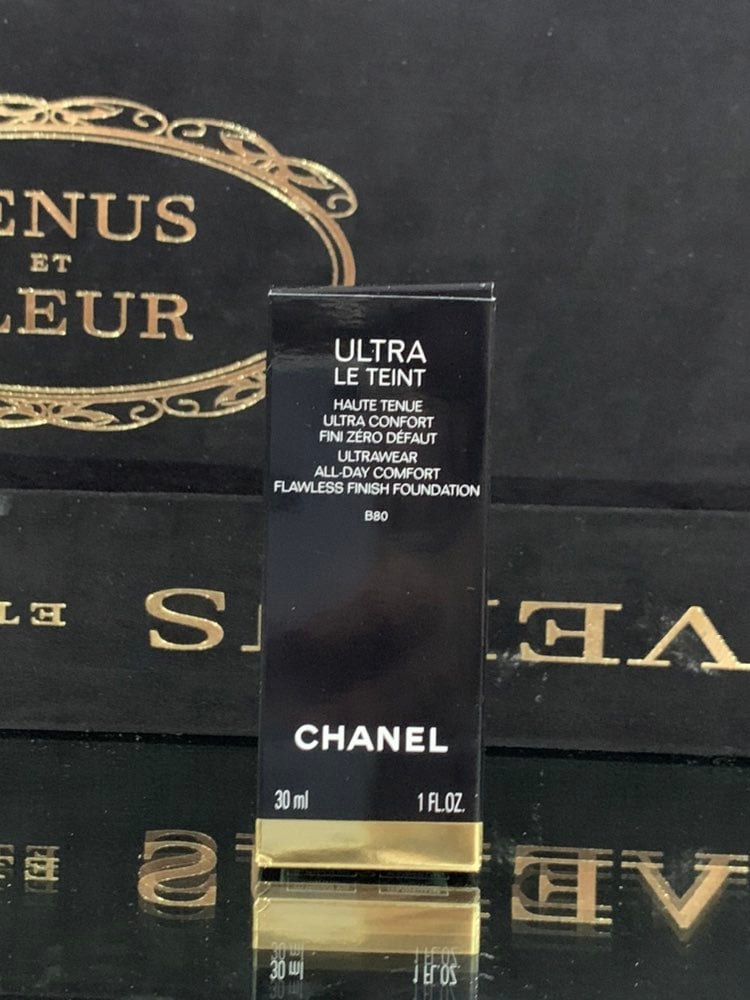 ENUS
ET
LEUR
ULTRA
LE TEINT
HAUTE TENUE
ULTRA CONFORT
FINI ZÉRO DÉFAUT
ULTRAWEAR
ALL-DAY COMFORT
FLAWLESS FINISH FOUNDATION
B80
CHANEL
30 ml 1 FL.OZ.